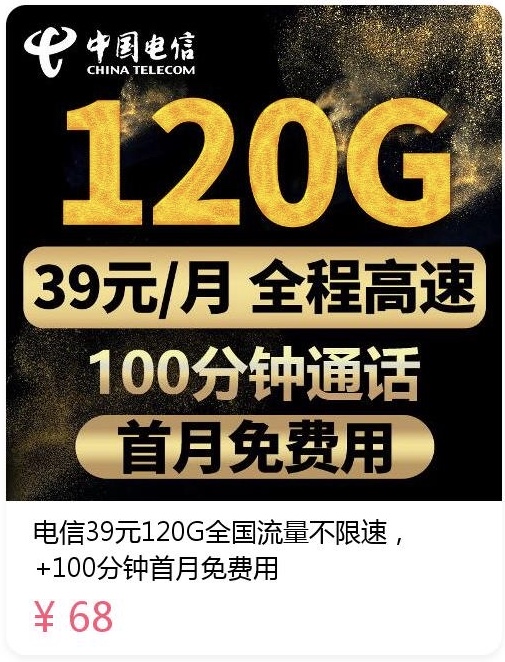 中国电信
CHINA TELECOM
120G
39元/月 全程高速
100分钟通话
首月免费用
电信39元120G全国流量不限速，
+100分钟首月免费用
¥ 68